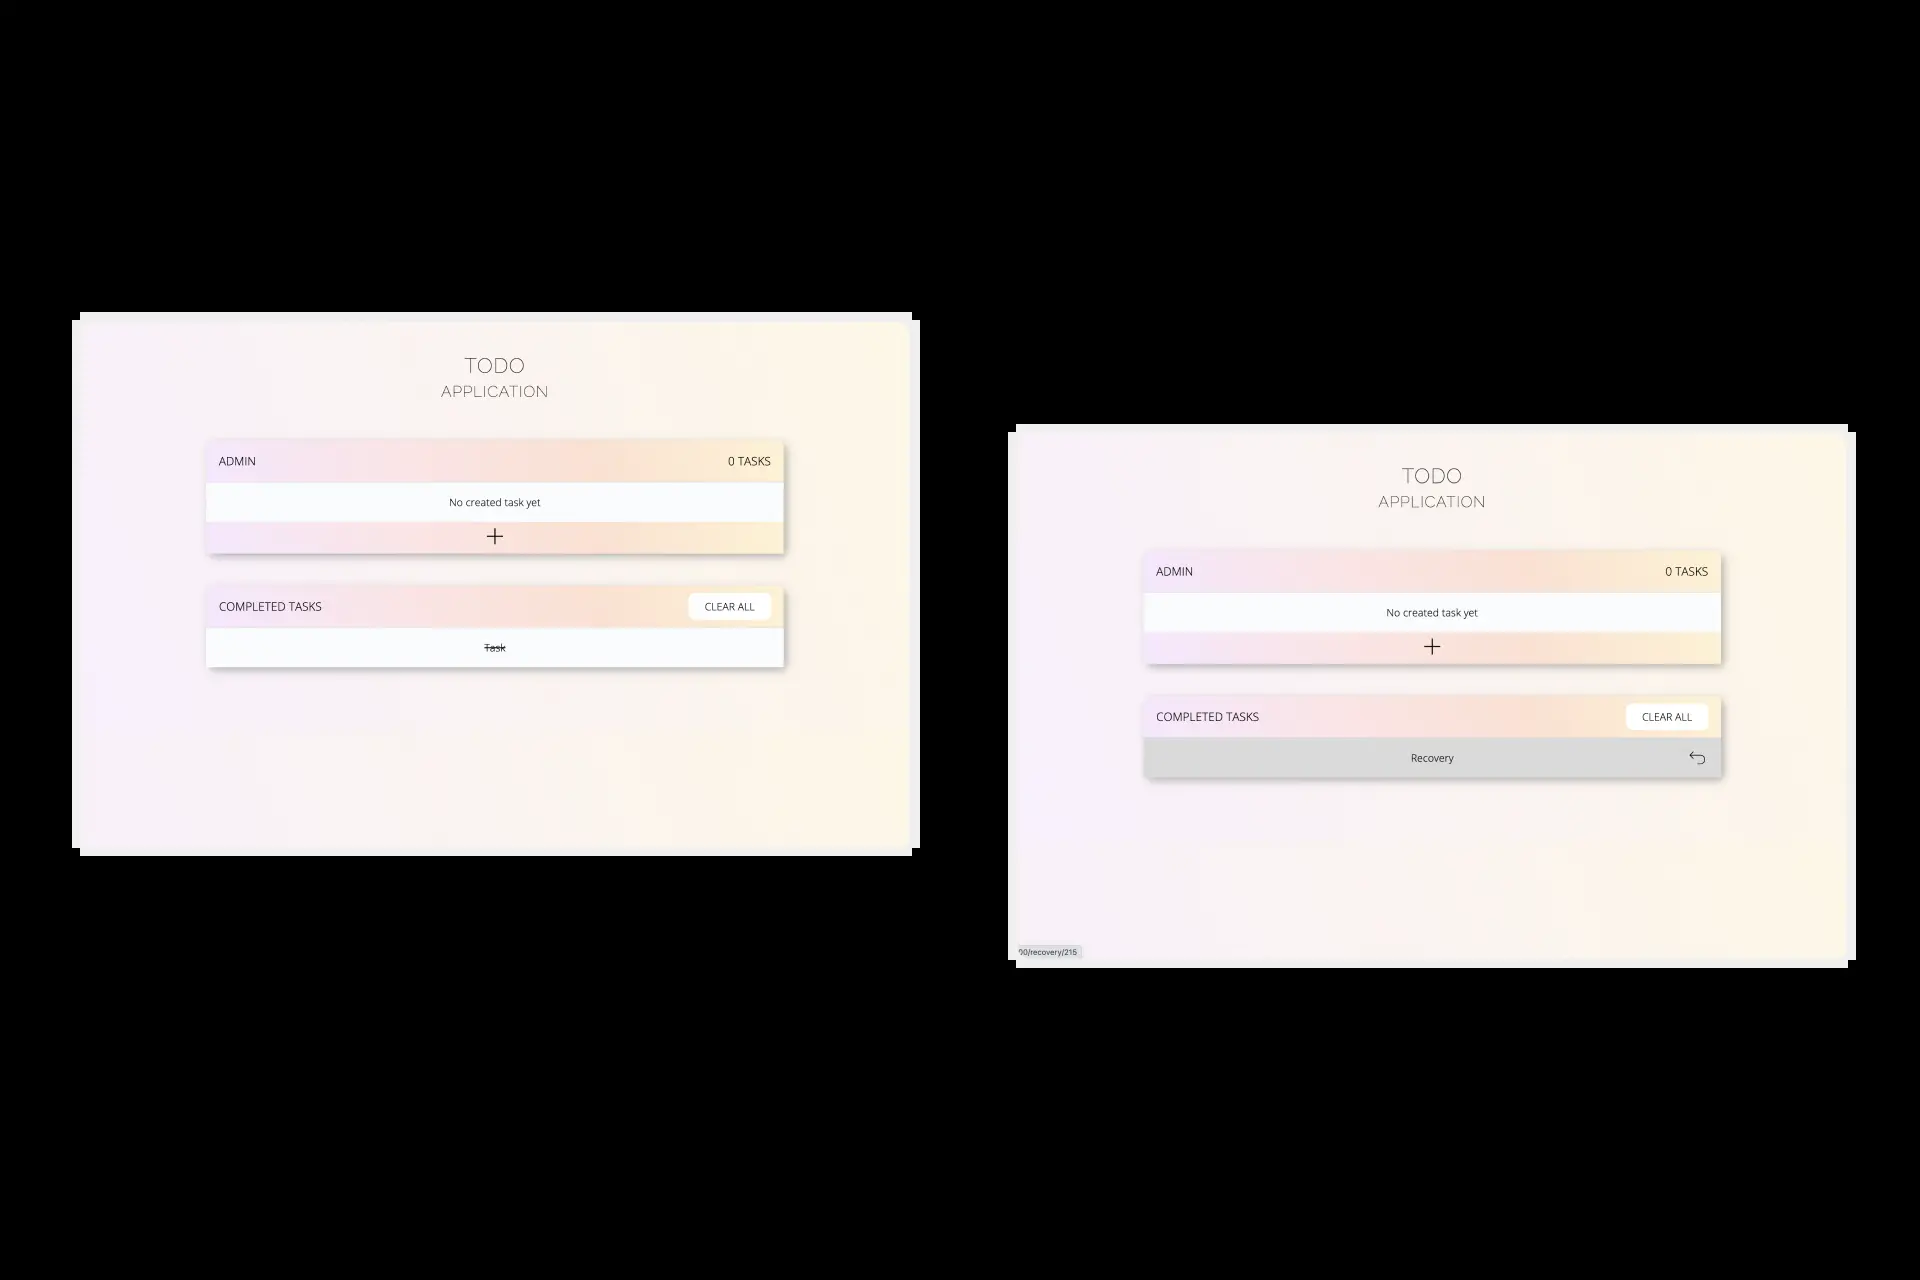 TODO
APPLICATION
ADMIN 0 TASKS
No created task yet
COMPLETED TASKS CLEAR ALL
Task
TODO
APPLICATION
ADMIN 0 TASKS
No created task yet
COMPLETED TASKS CLEAR ALL
Recovery
00/recovery/215